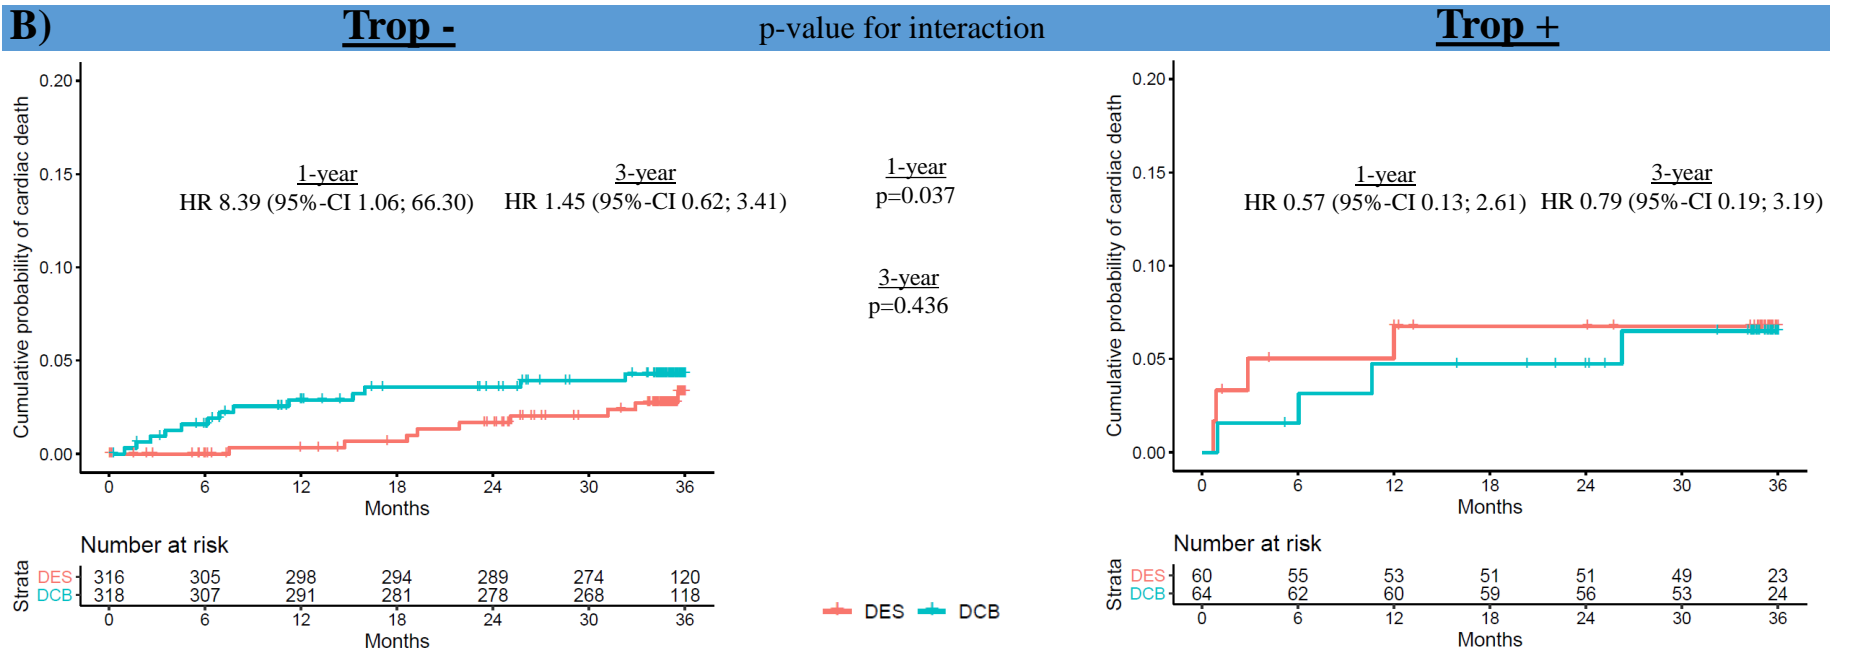 B) Trop - p-value for interaction Trop +
Cumulative probability of cardiac death
0.20
0.15
0.10
0.05
0.00
1-year
HR 8.39 (95%-CI 1.06; 66.30)
3-year
HR 1.45 (95%-CI 0.62; 3.41)
0 6 12 18 24 30 36
Months
Number at risk
Strata
DES 316 305 298 294 289 274 120
DCB 318 307 291 281 278 268 118
0 6 12 18 24 30 36
Months
1-year
p=0.037
3-year
p=0.436
DES DCB
Cumulative probability of cardiac death
0.20
0.15
0.10
0.05
0.00
1-year
HR 0.57 (95%-CI 0.13; 2.61)
3-year
HR 0.79 (95%-CI 0.19; 3.19)
0 6 12 18 24 30 36
Months
Number at risk
Strata
DES 60 55 53 51 51 49 23
DCB 64 62 60 59 56 53 24
0 6 12 18 24 30 36
Months